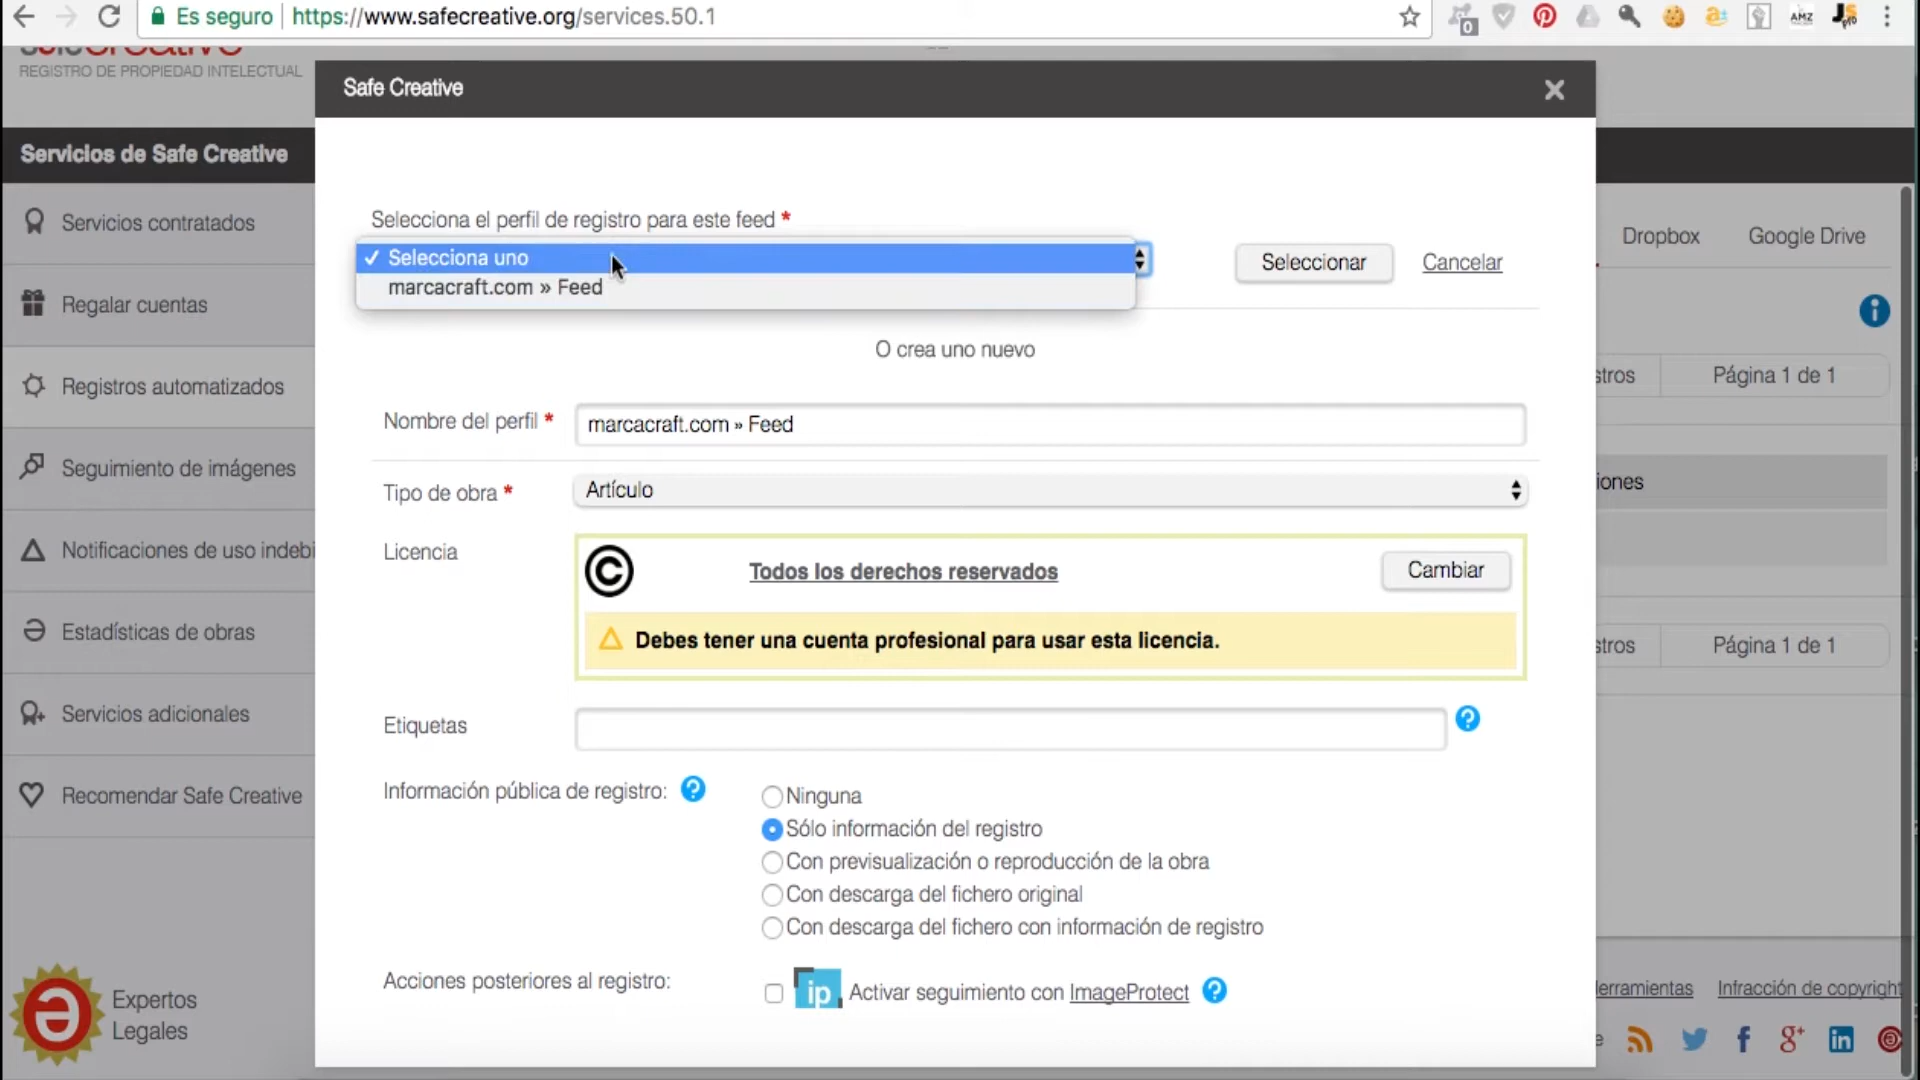 Es seguro
https://www.safecreative.org/services.50.1
0
AMZ
REGISTRO DE PROPIEDAD INTELECTUAL
Safe Creative
Servicios de Safe Creative
Servicios contratados
Regalar cuentas
Registros automatizados
Seguimiento de imágenes
Notificaciones de uso indebi
Estadísticas de obras
Servicios adicionales
Recomendar Safe Creative
Expertos
Legales
Selecciona el perfil de registro para este feed *
✓ Selecciona uno
marcacraft.com » Feed
Seleccionar
Cancelar
O crea uno nuevo
Nombre del perfil *
marcacraft.com » Feed
Tipo de obra *
Artículo
Licencia
Todos los derechos reservados
Cambiar
Debes tener una cuenta profesional para usar esta licencia.
Etiquetas
?
Información pública de registro: ?
Ninguna
Sólo información del registro
Con previsualización o reproducción de la obra
Con descarga del fichero original
Con descarga del fichero con información de registro
Acciones posteriores al registro:
ip
Activar seguimiento con ImageProtect ?
Dropbox
Google Drive
stros
Página 1 de 1
iones
stros
Página 1 de 1
erramientas
Infracción de copyright